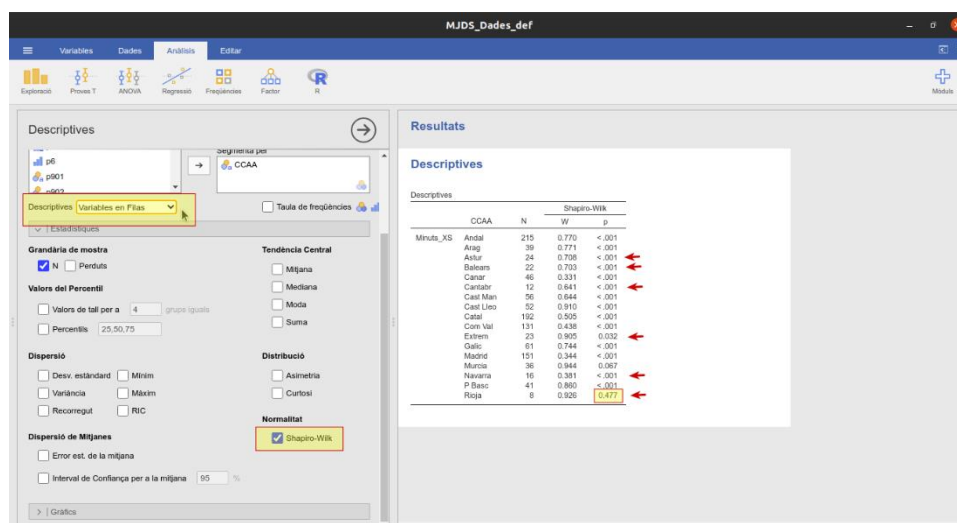 MJDS_Dades_def
Variables Dades Anàlisis Editar
Exploració Proves T ANOVA Regressió Freqüències Factor R Mòduls
Descriptives
p6
p901
p902
Segmenta per
CCAA
Descriptives Variables en Filas
Taula de freqüències
Estadístiques
Grandària de mostra
N Perduts
Valors del Percentil
Valors de tall per a 4 grups iguals
Percentils 25,50,75
Dispersió
Desv. estàndard Mínim
Variància Màxim
Recorregut RIC
Dispersió de Mitjanes
Error est. de la mitjana
Interval de Confiança per a la mitjana 95 %
Tendència Central
Mitjana
Mediana
Moda
Suma
Distribució
Asimetria
Curtosi
Normalitat
Shapiro-Wilk
Gràfics
Resultats
Descriptives
Descriptives
Shapiro-Wilk
CCAA N W p
Minuts_XS Andal 215 0.770 < .001
Arag 39 0.771 < .001
Astur 24 0.708 < .001
Balears 22 0.703 < .001
Canar 46 0.331 < .001
Cantabr 12 0.641 < .001
Cast Man 56 0.644 < .001
Cast Lleo 52 0.910 < .001
Catal 192 0.505 < .001
Com Val 131 0.438 < .001
Extrem 23 0.905 0.032
Galic 61 0.744 < .001
Madrid 151 0.344 < .001
Murcia 36 0.944 0.067
Navarra 16 0.381 < .001
P Basc 41 0.860 < .001
Rioja 8 0.926 0.477